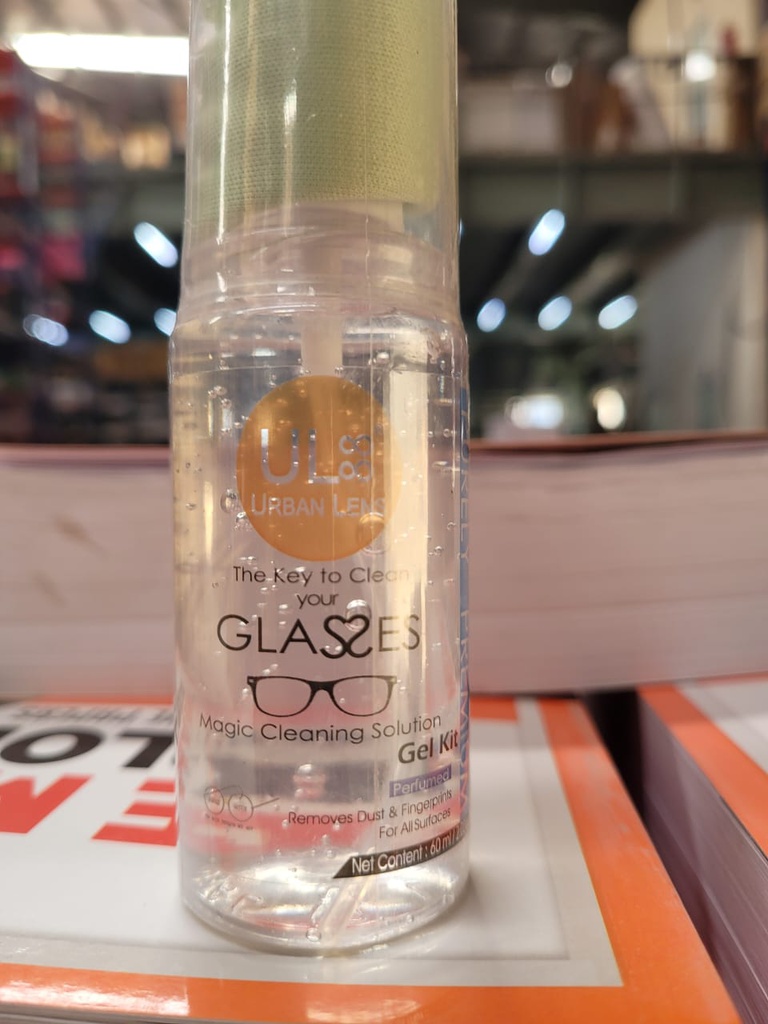 UL
URBAN LENS
The Key to Clean
your
GLASSES
Magic Cleaning Solution
Gel Kit
Perfumed
Removes Dust & Fingerprints
For All Surfaces
Net Content : 60 ml